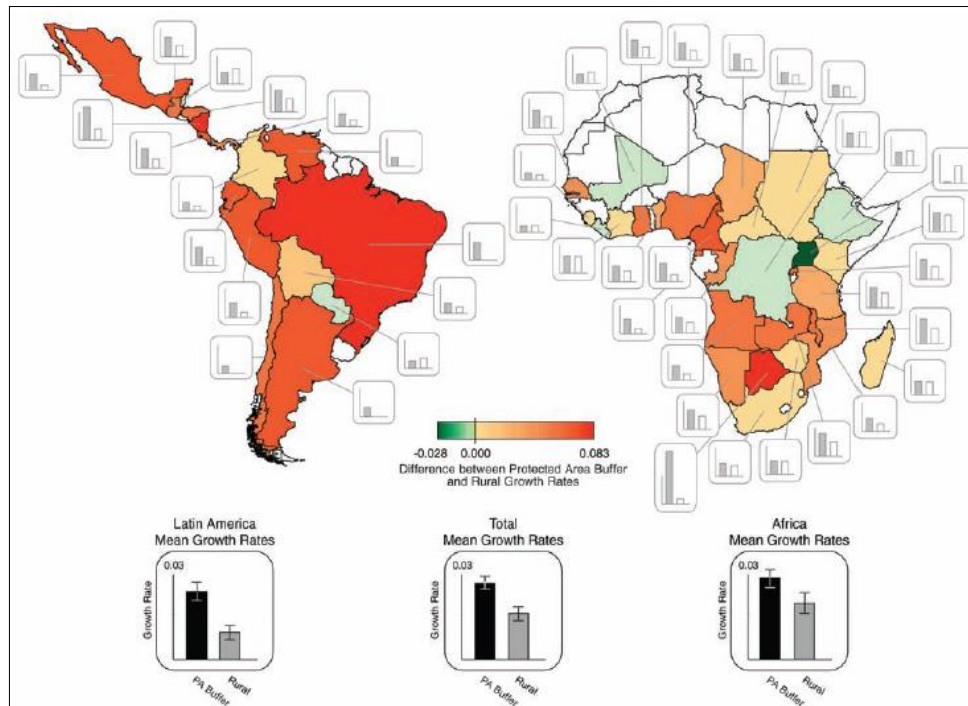 -0.028 0.000 0.083
Difference between Protected Area Buffer
and Rural Growth Rates
Latin America
Mean Growth Rates
0.03
Growth Rate
PA Buffer
Rural
Total
Mean Growth Rates
0.03
Growth Rate
PA Buffer
Rural
Africa
Mean Growth Rates
0.03
Growth Rate
PA Buffer
Rural